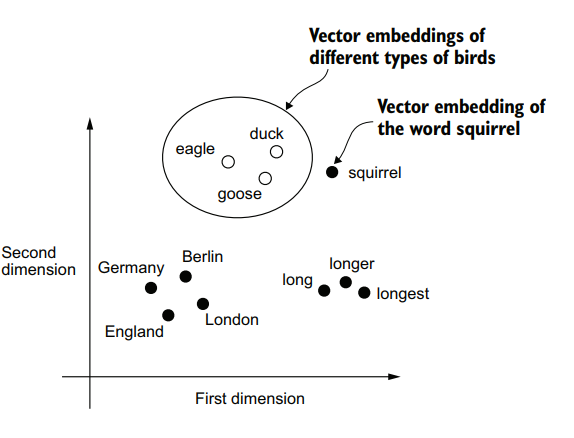 Vector embeddings of
different types of birds
Vector embedding of
the word squirrel
duck
eagle
squirrel
goose
Second
dimension
Berlin
Germany
longer
long
longest
London
England
First dimension